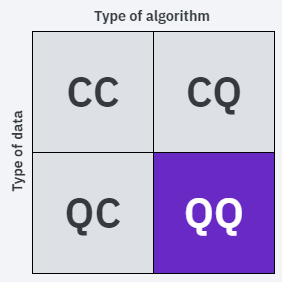 Type of algorithm
Type of data
CC CQ
QC QQ